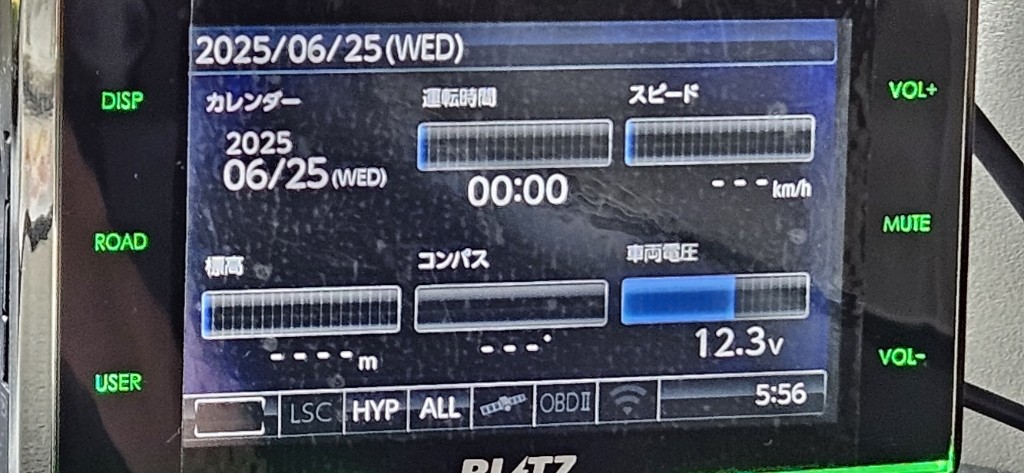 2025/06/25(WED)
DISP
カレンダー
2025
06/25(WED)
運転時間
00:00
スピード
---km/h
VOL+
ROAD
MUTE
標高
----m
コンパス
---°
車両電圧
12.3v
USER
VOL-
LSC
HYP
ALL
OBDⅡ
5:56
BLITZ